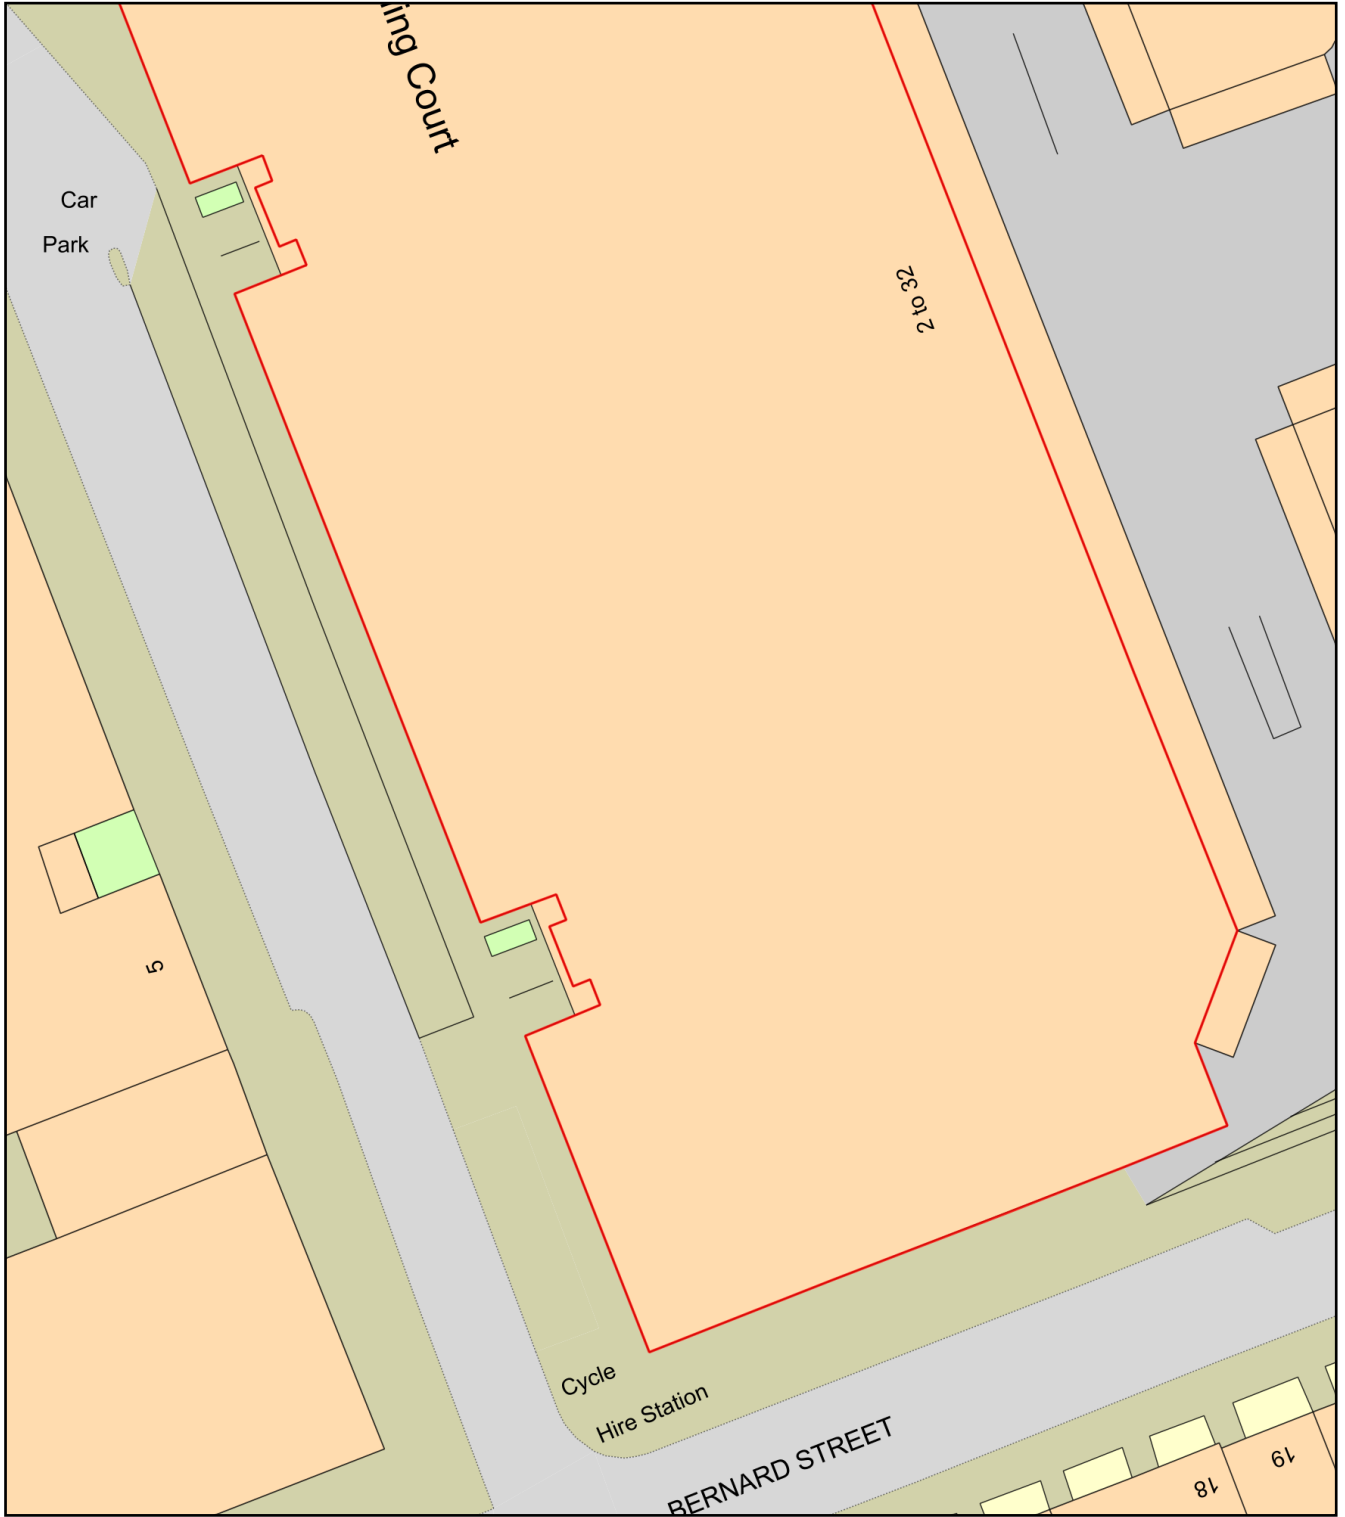 ing Court
Car
Park
2 to 32
5
Cycle
Hire Station
BERNARD STREET
19
18